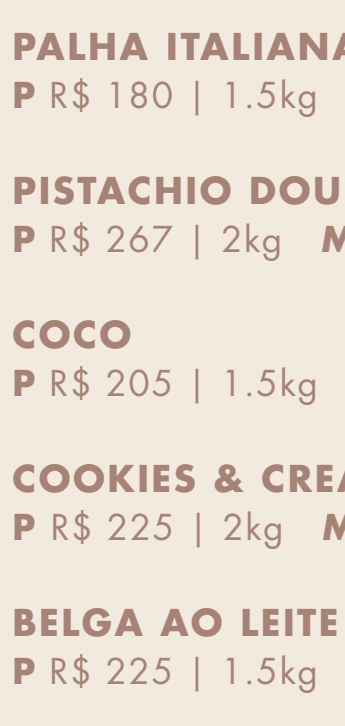 PALHA ITALIANA
P R$ 180 | 1.5kg
PISTACHIO DOU
P R$ 267 | 2kg M
COCO
P R$ 205 | 1.5kg
COOKIES & CREA
P R$ 225 | 2kg M
BELGA AO LEITE
P R$ 225 | 1.5kg